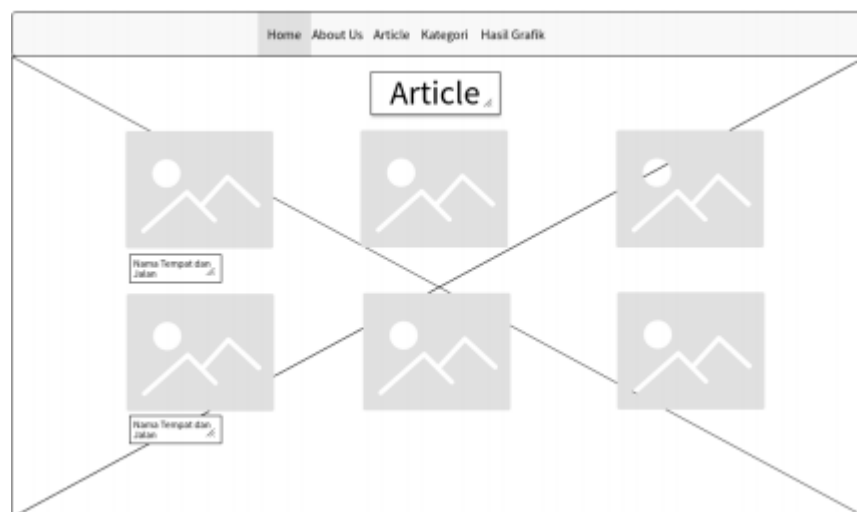 Home About Us Article Kategori Hasil Grafik
Article
Nama Tempat dan
Jalan
Nama Tempat dan
Jalan